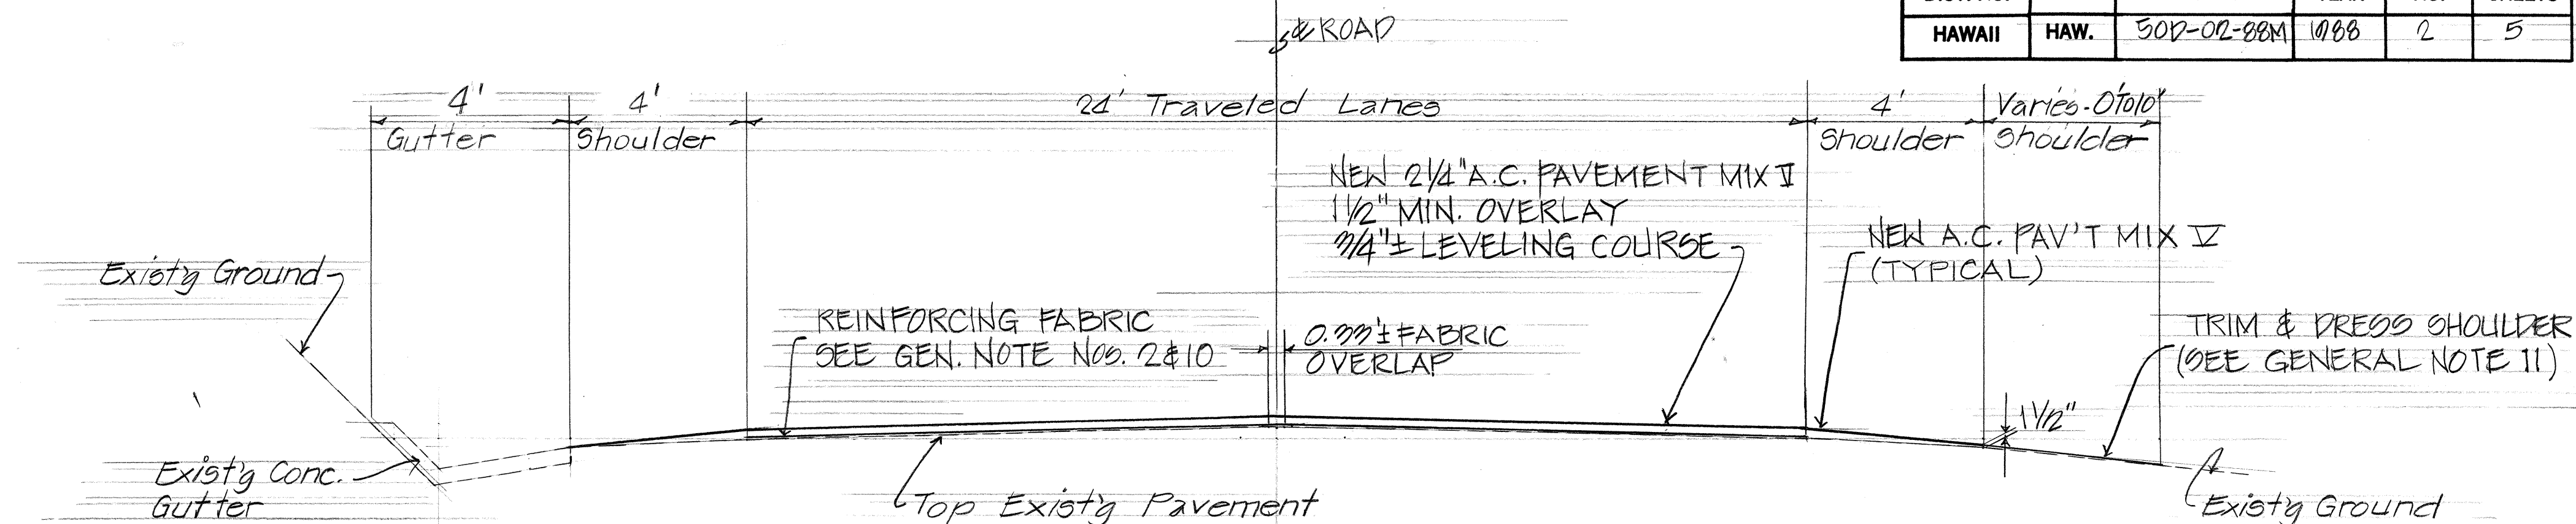 ℄ ROAD
HAWAII HAW. 50D-02-88M 1988 2 5
4' 4' 24' Traveled Lanes 4' Varies-0'to10'
Gutter Shoulder Shoulder Shoulder
NEW 2 1/4" A.C. PAVEMENT MIX V
1 1/2" MIN. OVERLAY
3/4"± LEVELING COURSE
NEW A.C. PAV'T MIX V
(TYPICAL)
Exist'g Ground
REINFORCING FABRIC
SEE GEN. NOTE NOS. 2 & 10
0.33'± FABRIC
OVERLAP
TRIM & DRESS SHOULDER
(SEE GENERAL NOTE 11)
1 1/2"
Exist'g Conc.
Gutter
Top Exist'g Pavement
Exist'g Ground